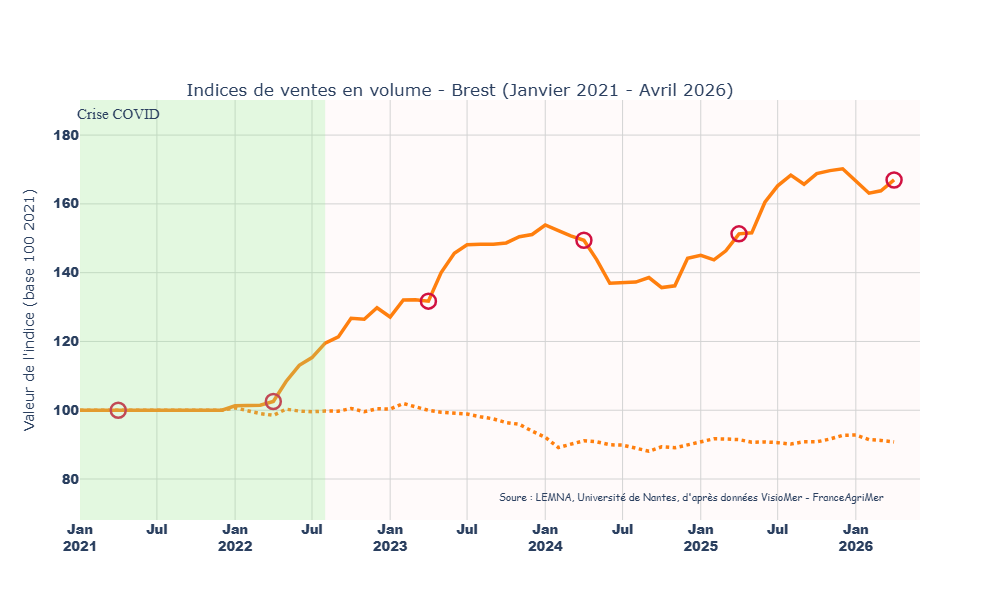 Indices de ventes en volume - Brest (Janvier 2021 - Avril 2026)
Crise COVID
180
160
140
120
100
80
Valeur de l'indice (base 100 2021)
Soure : LEMNA, Université de Nantes, d'après données VisioMer - FranceAgriMer
Jan Jul Jan Jul Jan Jul Jan Jul Jan Jul Jan
2021 2022 2023 2024 2025 2026